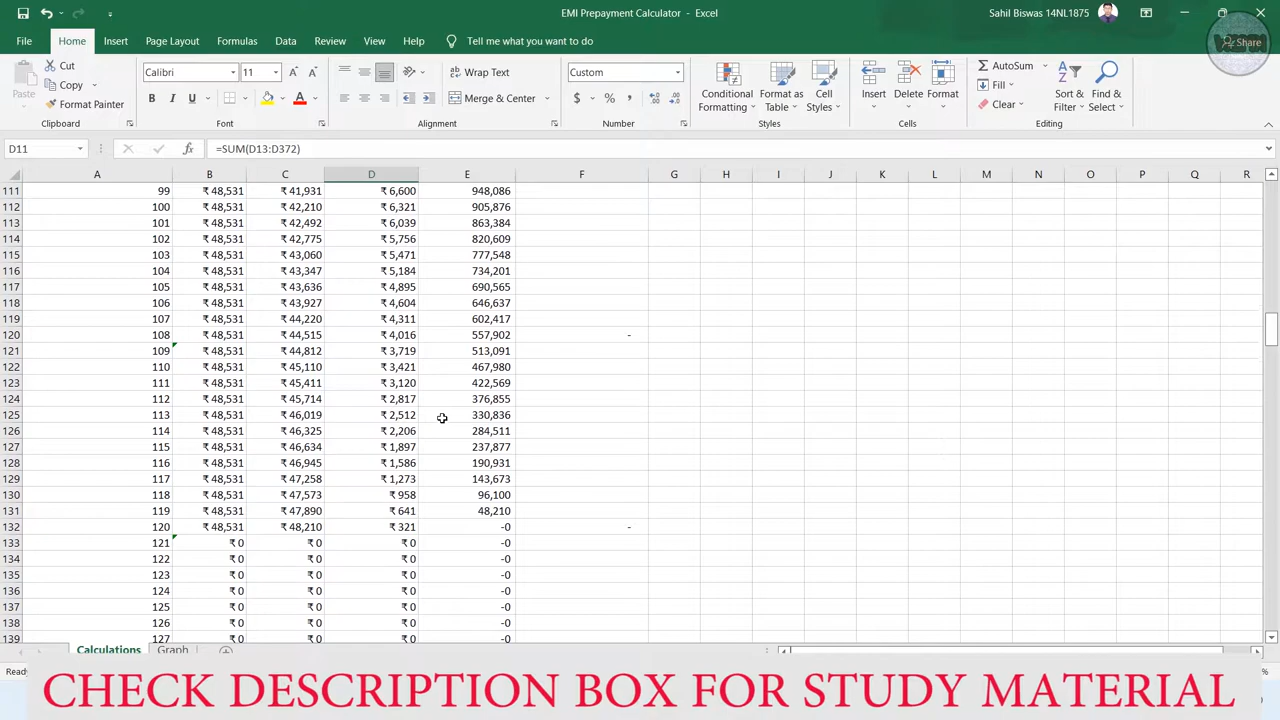 EMI Prepayment Calculator - Excel
Sahil Biswas 14NL1875
File Home Insert Page Layout Formulas Data Review View Help Tell me what you want to do
Share
Paste
Cut
Copy
Format Painter
Calibri 11
B I U
Wrap Text
Merge & Center
Custom
$ % ,
Conditional Formatting
Format as Table
Cell Styles
Insert
Delete
Format
AutoSum
Fill
Clear
Sort & Filter
Find & Select
Clipboard Font Alignment Number Styles Cells Editing
D11 fx =SUM(D13:D372)
A B C D E F G H I J K L M N O P Q R
111 99 ₹ 48,531 ₹ 41,931 ₹ 6,600 948,086
112 100 ₹ 48,531 ₹ 42,210 ₹ 6,321 905,876
113 101 ₹ 48,531 ₹ 42,492 ₹ 6,039 863,384
114 102 ₹ 48,531 ₹ 42,775 ₹ 5,756 820,609
115 103 ₹ 48,531 ₹ 43,060 ₹ 5,471 777,548
116 104 ₹ 48,531 ₹ 43,347 ₹ 5,184 734,201
117 105 ₹ 48,531 ₹ 43,636 ₹ 4,895 690,565
118 106 ₹ 48,531 ₹ 43,927 ₹ 4,604 646,637
119 107 ₹ 48,531 ₹ 44,220 ₹ 4,311 602,417
120 108 ₹ 48,531 ₹ 44,515 ₹ 4,016 557,902 -
121 109 ₹ 48,531 ₹ 44,812 ₹ 3,719 513,091
122 110 ₹ 48,531 ₹ 45,110 ₹ 3,421 467,980
123 111 ₹ 48,531 ₹ 45,411 ₹ 3,120 422,569
124 112 ₹ 48,531 ₹ 45,714 ₹ 2,817 376,855
125 113 ₹ 48,531 ₹ 46,019 ₹ 2,512 330,836
126 114 ₹ 48,531 ₹ 46,325 ₹ 2,206 284,511
127 115 ₹ 48,531 ₹ 46,634 ₹ 1,897 237,877
128 116 ₹ 48,531 ₹ 46,945 ₹ 1,586 190,931
129 117 ₹ 48,531 ₹ 47,258 ₹ 1,273 143,673
130 118 ₹ 48,531 ₹ 47,573 ₹ 958 96,100
131 119 ₹ 48,531 ₹ 47,890 ₹ 641 48,210
132 120 ₹ 48,531 ₹ 48,210 ₹ 321 -0 -
133 121 ₹ 0 ₹ 0 ₹ 0 -0
134 122 ₹ 0 ₹ 0 ₹ 0 -0
135 123 ₹ 0 ₹ 0 ₹ 0 -0
136 124 ₹ 0 ₹ 0 ₹ 0 -0
137 125 ₹ 0 ₹ 0 ₹ 0 -0
138 126 ₹ 0 ₹ 0 ₹ 0 -0
139 127 ₹ 0 ₹ 0 ₹ 0 -0
Calculations Graph
CHECK DESCRIPTION BOX FOR STUDY MATERIAL